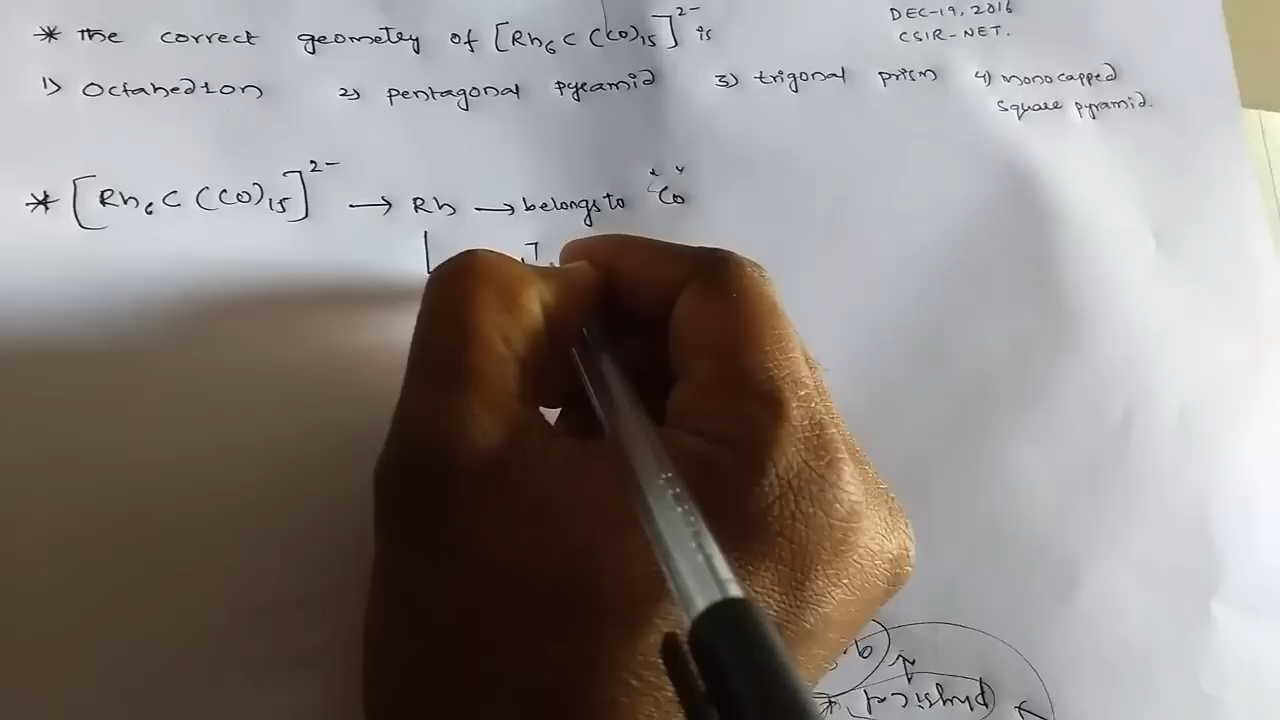 * The correct geometry of [Rh6C(CO)15]2- is
DEC-19, 2016
CSIR-NET.
1) Octahedron 2) pentagonal pyramid 3) trigonal prism 4) monocapped
square pyramid.
* [Rh6C(CO)15]2- → Rh → belongs to "Co
physical